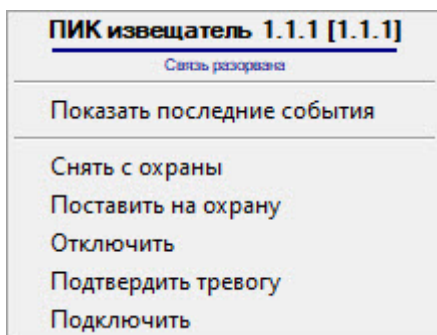 ПИК извещатель 1.1.1 [1.1.1]
Связь разорвана
Показать последние события
Снять с охраны
Поставить на охрану
Отключить
Подтвердить тревогу
Подключить